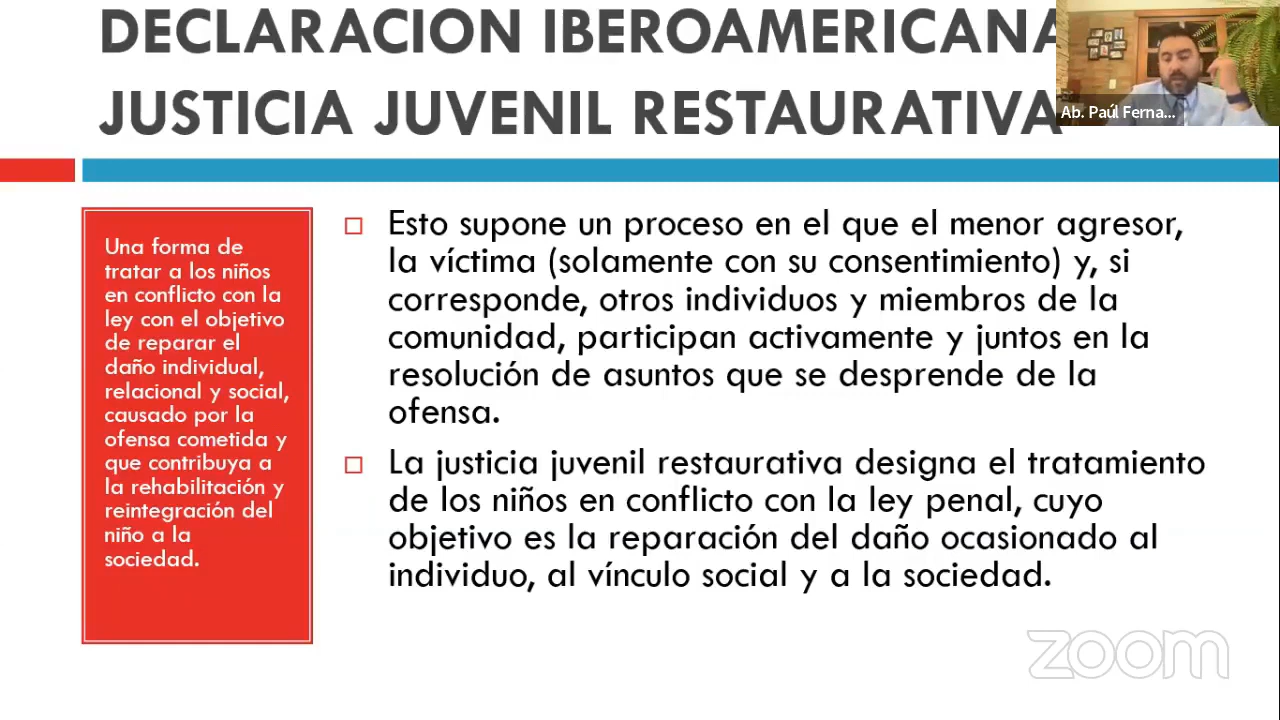 DECLARACION IBEROAMERICANA
JUSTICIA JUVENIL RESTAURATIVA
Ab. Paúl Ferna...
Una forma de
tratar a los niños
en conflicto con la
ley con el objetivo
de reparar el
daño individual,
relacional y social,
causado por la
ofensa cometida y
que contribuya a
la rehabilitación y
reintegración del
niño a la
sociedad.
Esto supone un proceso en el que el menor agresor,
la víctima (solamente con su consentimiento) y, si
corresponde, otros individuos y miembros de la
comunidad, participan activamente y juntos en la
resolución de asuntos que se desprende de la
ofensa.
La justicia juvenil restaurativa designa el tratamiento
de los niños en conflicto con la ley penal, cuyo
objetivo es la reparación del daño ocasionado al
individuo, al vínculo social y a la sociedad.
zoom